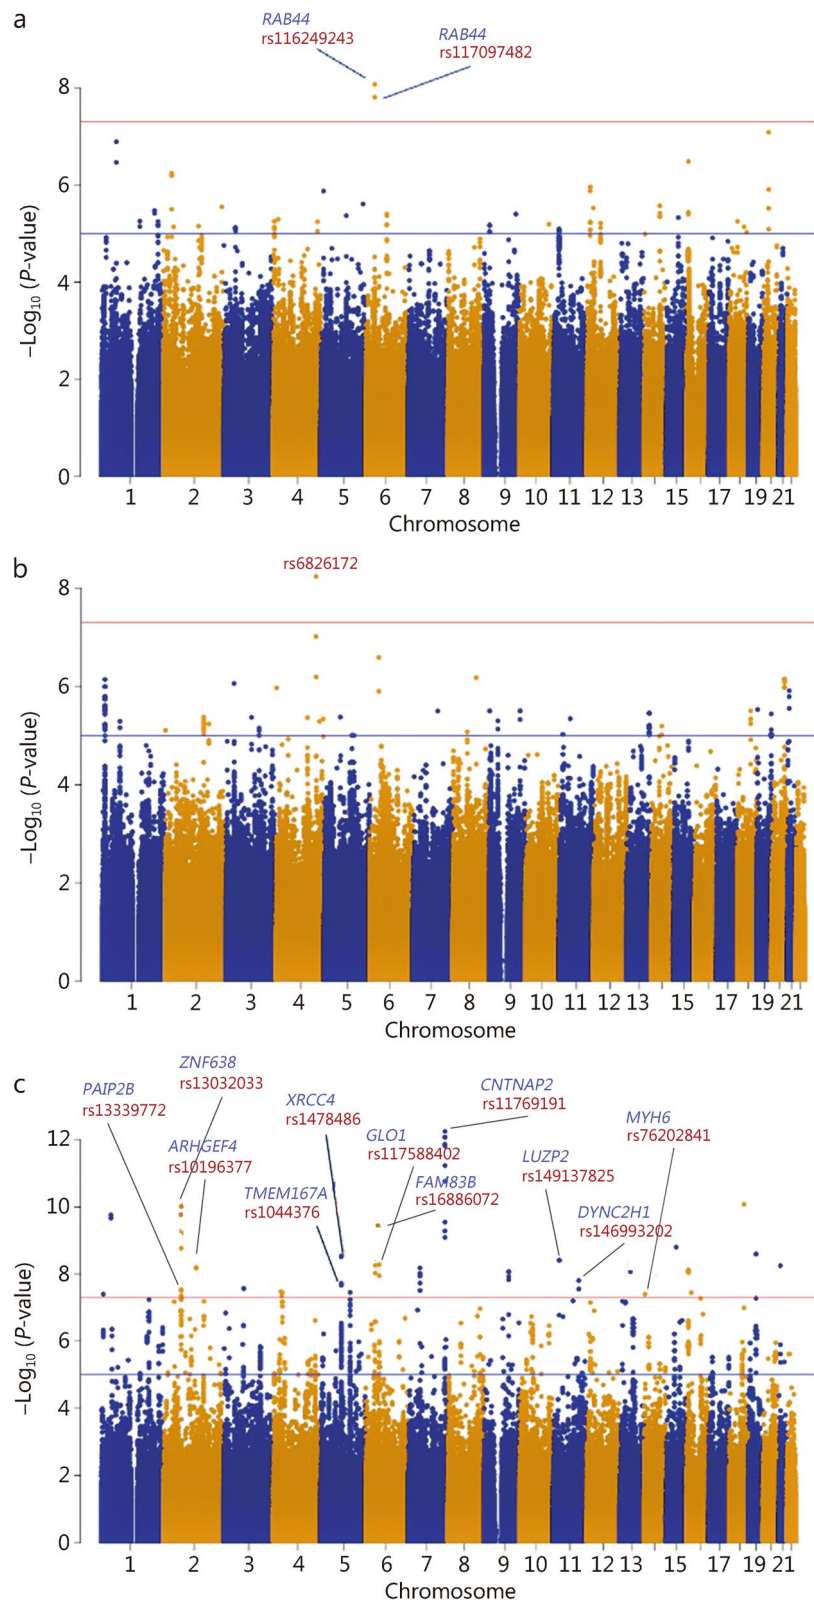 a
RAB44
rs116249243
RAB44
rs117097482
8
6
4
2
0
−Log10 (P-value)
1 2 3 4 5 6 7 8 9 10 11 12 13 15 17 19 21
Chromosome
b
rs6826172
8
6
4
2
0
−Log10 (P-value)
1 2 3 4 5 6 7 8 9 10 11 12 13 15 17 19 21
Chromosome
c
ZNF638
rs13032033
PAIP2B
rs13339772
ARHGEF4
rs10196377
XRCC4
rs1478486
TMEM167A
rs1044376
GLO1
rs117588402
FAM83B
rs16886072
CNTNAP2
rs11769191
LUZP2
rs149137825
DYNC2H1
rs146993202
MYH6
rs76202841
12
10
8
6
4
2
0
−Log10 (P-value)
1 2 3 4 5 6 7 8 9 10 11 12 13 15 17 19 21
Chromosome